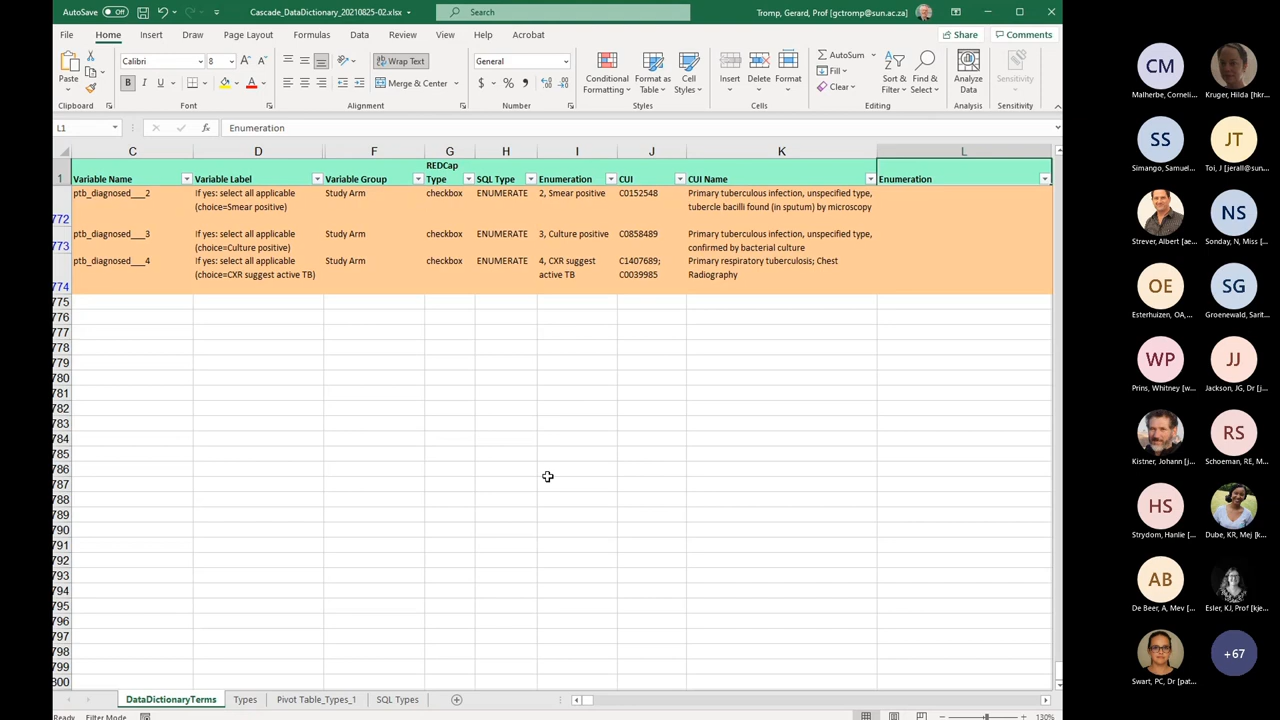 AutoSave Off
Cascade_DataDictionary_20210825-02.xlsx
Search
Tromp, Gerard, Prof [gctromp@sun.ac.za]
File Home Insert Draw Page Layout Formulas Data Review View Help Acrobat
Share Comments
Paste
Calibri 8
B I U
Wrap Text
Merge & Center
General
$ %
Conditional Formatting
Format as Table
Cell Styles
Insert Delete Format
AutoSum
Fill
Clear
Sort & Filter
Find & Select
Analyze Data
Sensitivity
Clipboard Font Alignment Number Styles Cells Editing Analysis Sensitivity
L1 fx Enumeration
C D F G H I J K L
1 Variable Name Variable Label Variable Group REDCap Type SQL Type Enumeration CUI CUI Name Enumeration
772 ptb_diagnosed___2 If yes: select all applicable (choice=Smear positive) Study Arm checkbox ENUMERATE 2, Smear positive C0152548 Primary tuberculous infection, unspecified type, tubercle bacilli found (in sputum) by microscopy
773 ptb_diagnosed___3 If yes: select all applicable (choice=Culture positive) Study Arm checkbox ENUMERATE 3, Culture positive C0858489 Primary tuberculous infection, unspecified type, confirmed by bacterial culture
774 ptb_diagnosed___4 If yes: select all applicable (choice=CXR suggest active TB) Study Arm checkbox ENUMERATE 4, CXR suggest active TB C1407689; C0039985 Primary respiratory tuberculosis; Chest Radiography
775
776
777
778
779
780
781
782
783
784
785
786
787
788
789
790
791
792
793
794
795
796
797
798
799
800
DataDictionaryTerms Types Pivot Table_Types_ SQL Types
Ready Filter Mode
130%
CM
Malherbe, Corneli...
Kruger, Hilda [hkr...
SS
Simango, Samuel...
JT
Toi, J [jerall@sun...
Strever, Albert [ae...
NS
Sonday, N, Miss [...
OE
Esterhuizen, OA,...
SG
Groenewald, Sarit...
WP
Prins, Whitney [w...
JJ
Jackson, JG, Dr [j...
Kistner, Johann [j...
RS
Schoeman, RE, M...
HS
Strydom, Hanlie [...
Dube, KR, Mej [k...
AB
De Beer, A, Mev [...
Esler, KJ, Prof [kje...
Swart, PC, Dr [pat...
+67